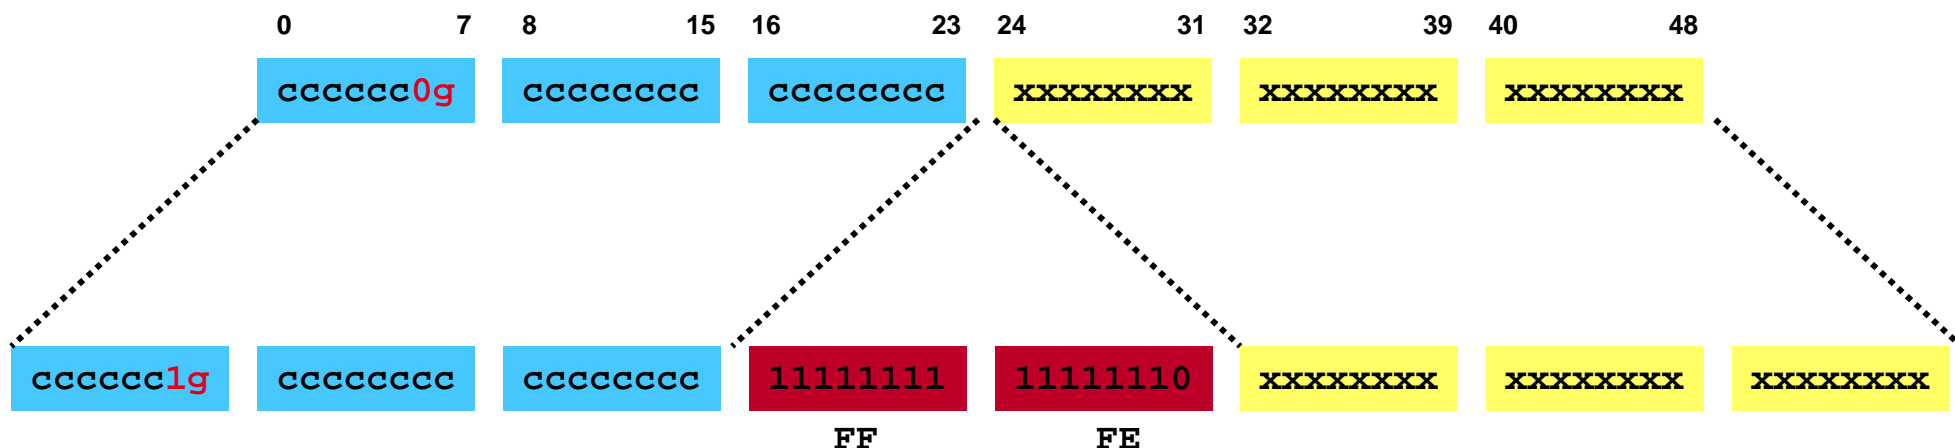 0 7 8 15 16 23 24 31 32 39 40 48
cccccc0g cccccccc cccccccc xxxxxxxx xxxxxxxx xxxxxxxx
cccccc1g cccccccc cccccccc 11111111 11111110 xxxxxxxx xxxxxxxx xxxxxxxx
FF FE